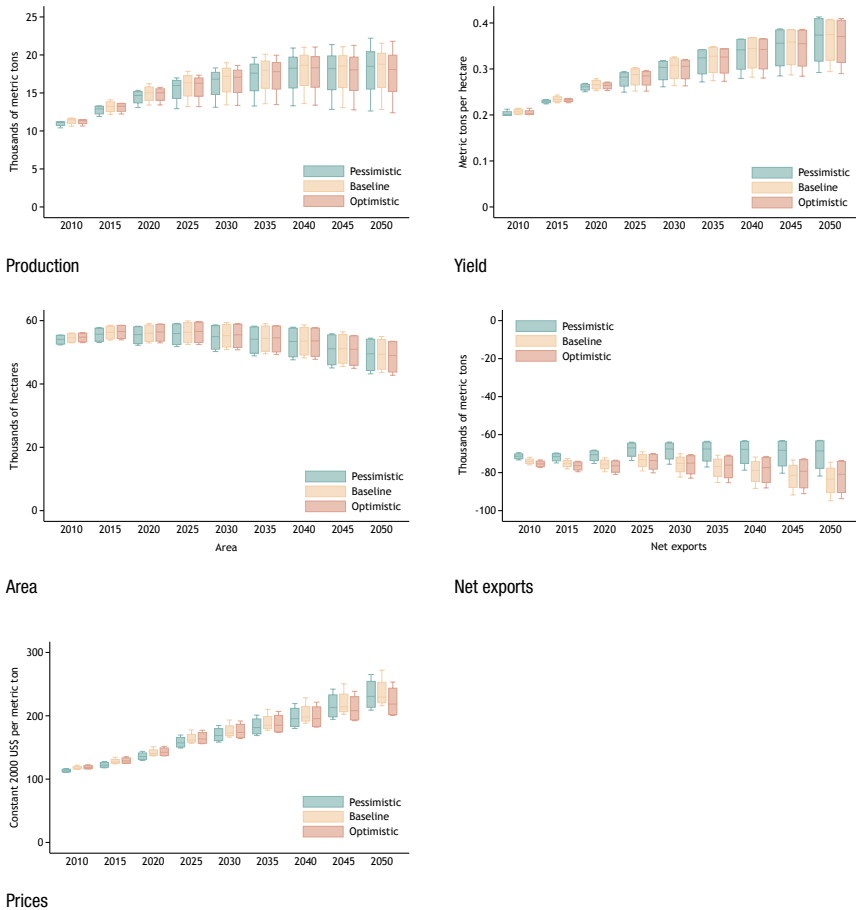 25
20
15
10
5
0
Thousands of metric tons
Pessimistic
Baseline
Optimistic
2010 2015 2020 2025 2030 2035 2040 2045 2050
Production
0.4
0.3
0.2
0.1
0
Metric tons per hectare
Pessimistic
Baseline
Optimistic
2010 2015 2020 2025 2030 2035 2040 2045 2050
Yield
60
40
20
0
Thousands of hectares
Pessimistic
Baseline
Optimistic
2010 2015 2020 2025 2030 2035 2040 2045 2050
Area
Area
0
-20
-40
-60
-80
-100
Thousands of metric tons
Pessimistic
Baseline
Optimistic
2010 2015 2020 2025 2030 2035 2040 2045 2050
Net exports
Net exports
300
200
100
0
Constant 2000 US$ per metric ton
Pessimistic
Baseline
Optimistic
2010 2015 2020 2025 2030 2035 2040 2045 2050
Prices